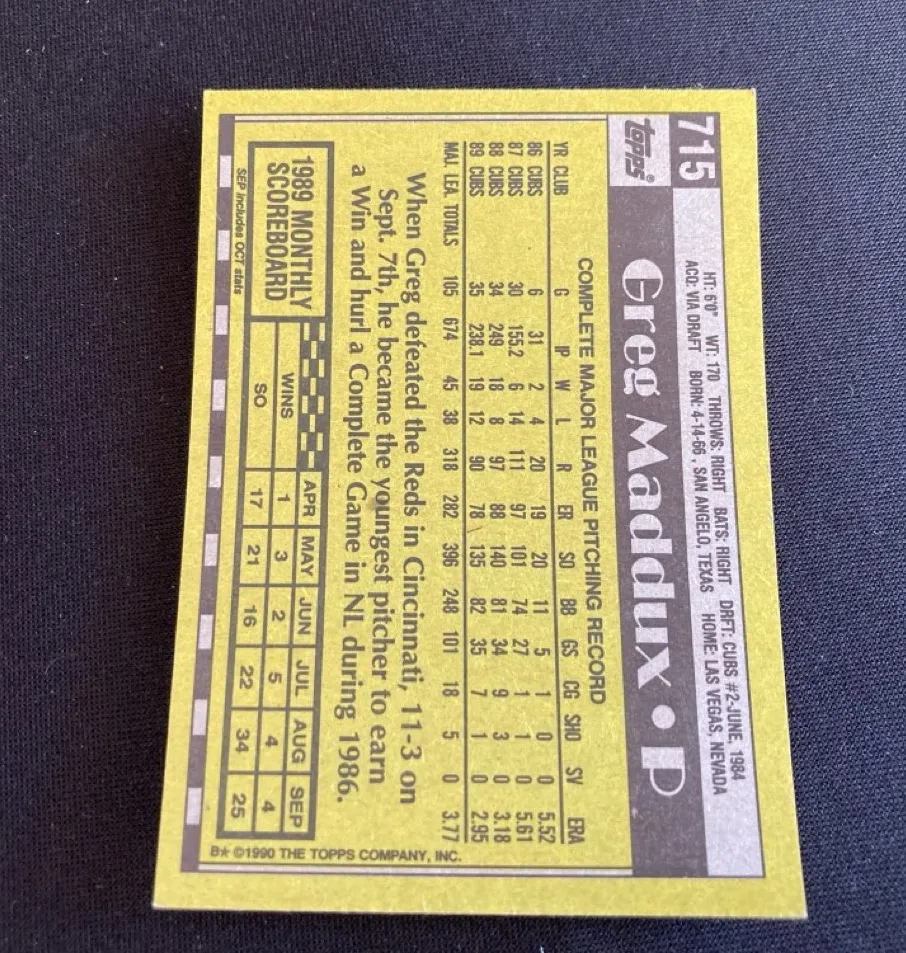 715
topps®
HT: 6'0" WT: 170 THROWS: RIGHT BATS: RIGHT DRFT: CUBS #2-JUNE, 1984
ACQ: VIA DRAFT BORN: 4-14-66, SAN ANGELO, TEXAS HOME: LAS VEGAS, NEVADA
Greg Maddux • P
COMPLETE MAJOR LEAGUE PITCHING RECORD
YR CLUB G IP W L R ER SO BB GS CG SHO SV ERA
86 CUBS 6 31 2 4 20 19 20 11 5 1 0 0 5.52
87 CUBS 30 155.2 6 14 111 97 101 74 27 1 1 0 5.61
88 CUBS 34 249 18 8 97 88 140 81 34 9 3 0 3.18
89 CUBS 35 238.1 19 12 90 78 135 82 35 7 1 0 2.95
MAJ. LEA. TOTALS 105 674 45 38 318 282 396 248 101 18 5 0 3.77
When Greg defeated the Reds in Cincinnati, 11-3 on
Sept. 7th, he became the youngest pitcher to earn
a Win and hurl a Complete Game in NL during 1986.
1989 MONTHLY
SCOREBOARD
APR MAY JUN JUL AUG SEP
WINS 1 3 2 5 4 4
SO 17 21 16 22 34 25
SEP includes OCT stats
B* ©1990 THE TOPPS COMPANY, INC.